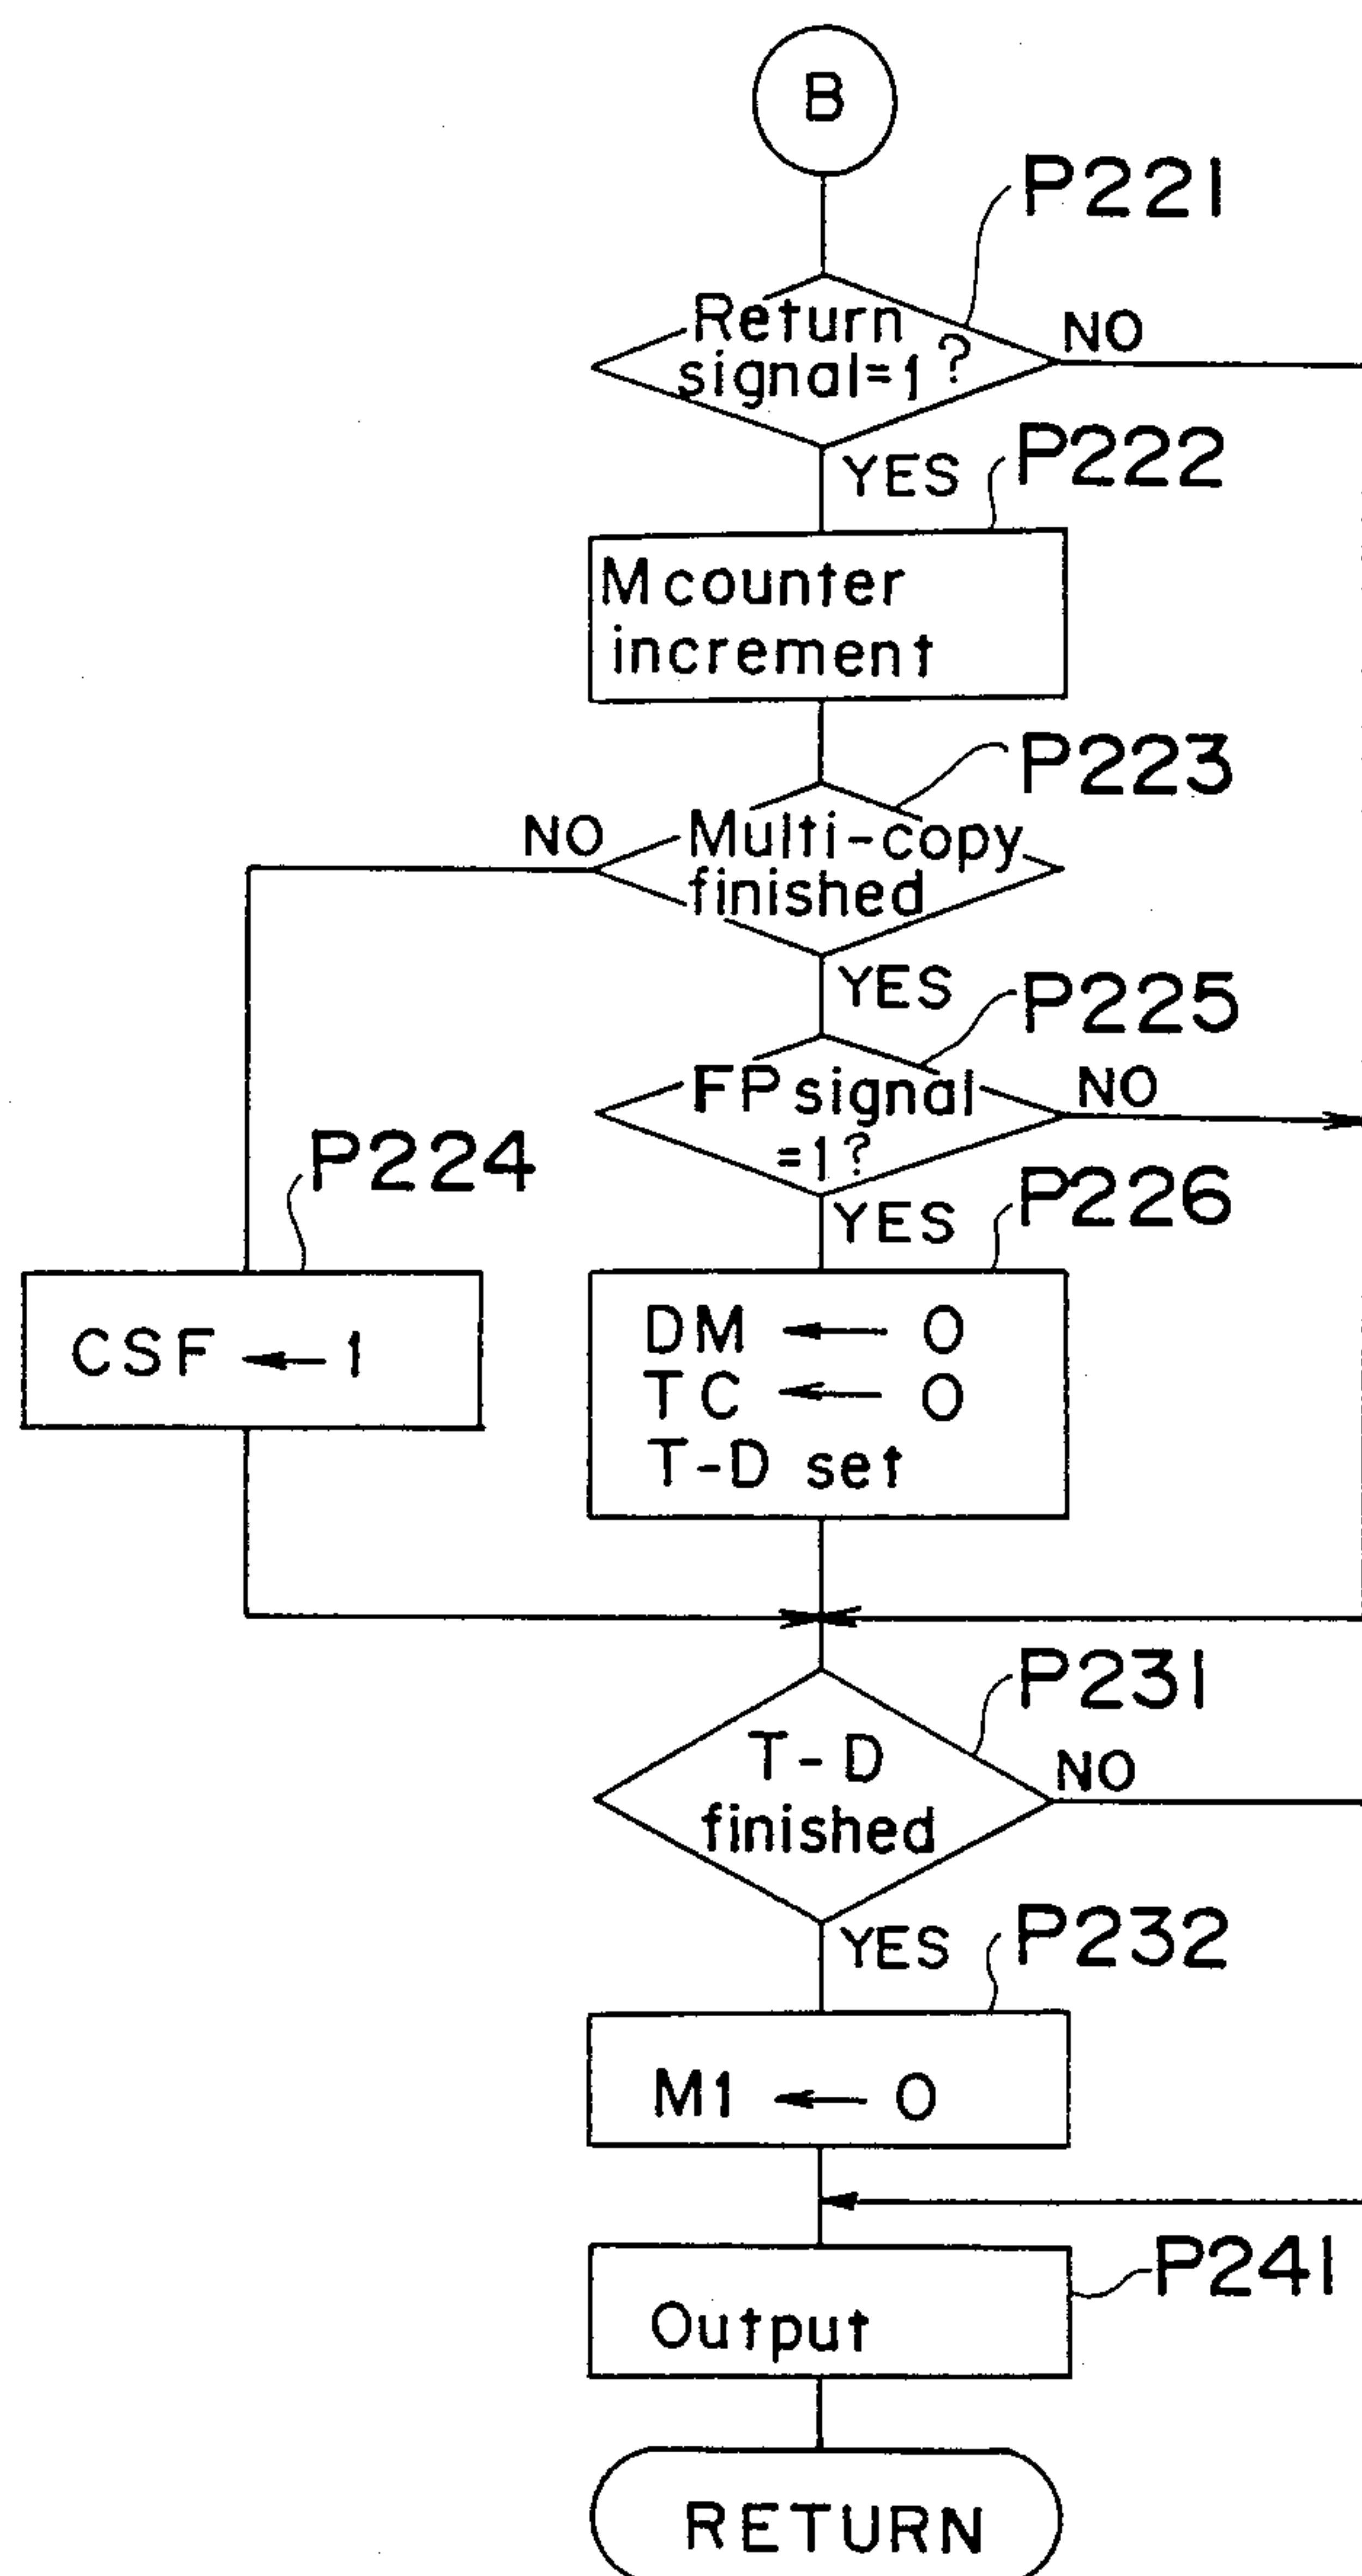 B
P221
Return
signal=1?
NO
YES
P222
M counter
increment
P223
NO
Multi-copy
finished
YES
P225
FP signal
=1?
NO
P224
YES
P226
CSF ← 1
DM ← 0
TC ← 0
T-D set
P231
T-D
finished
NO
YES
P232
M1 ← 0
P241
Output
RETURN